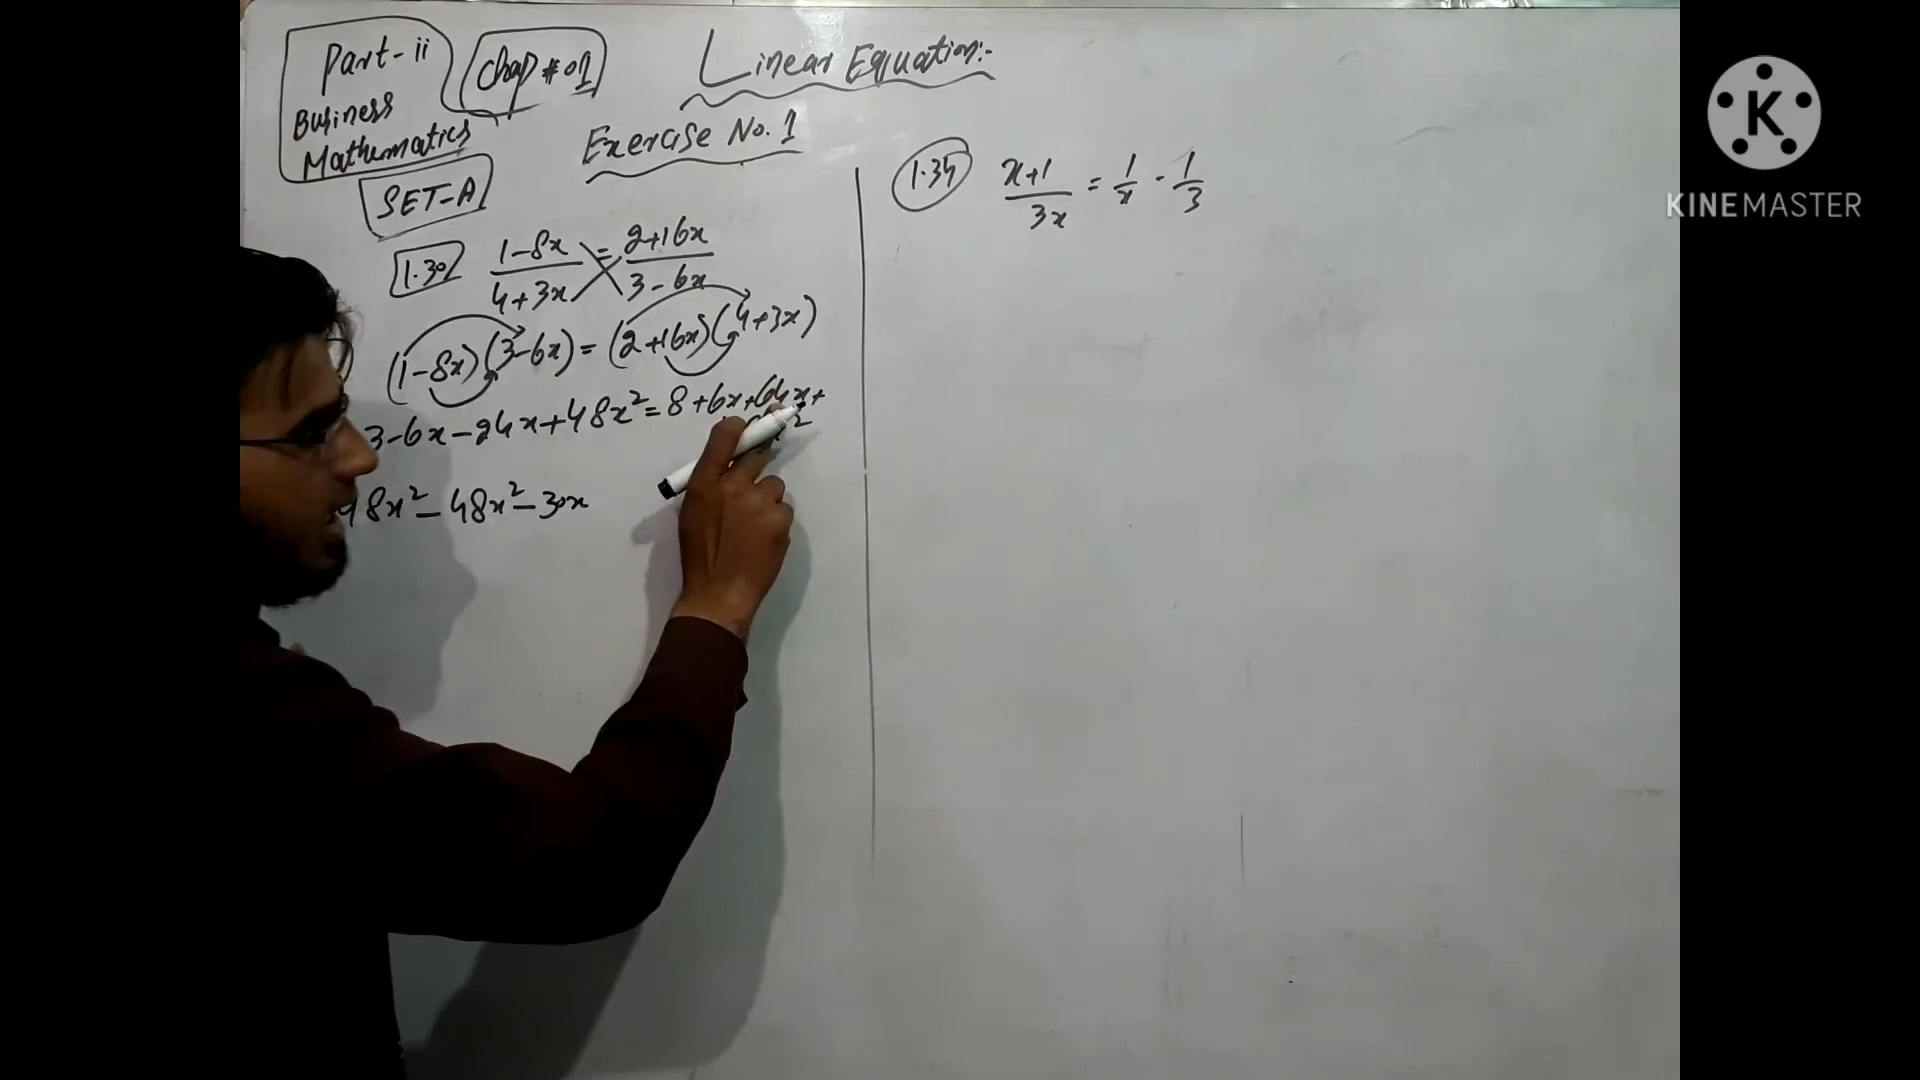 Part-ii
Business
Mathematics
Chap # 01
Linear Equation:-
Exercise No. 1
SET-A
1.30 (1-8x)/(4+3x) = (2+16x)/(3-6x)
(1-8x)(3-6x) = (2+16x)(4+3x)
3-6x-24x+48x² = 8+6x+64x+
48x²-48x²-30x
1.34 (x+1)/(3x) = 1/x - 1/3
K
KINEMASTER